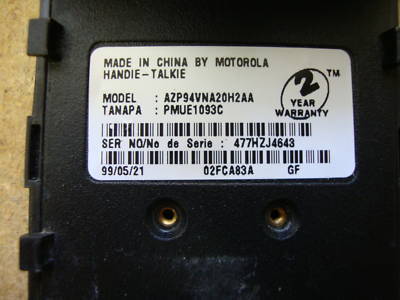 MADE IN CHINA BY MOTOROLA
HANDIE-TALKIE
MODEL : AZP94VNA20H2AA
TANAPA : PMUE1093C
2 TM
YEAR
WARRANTY
SER NO/No de Serie : 477HZJ4643
99/05/21 02FCA83A GF